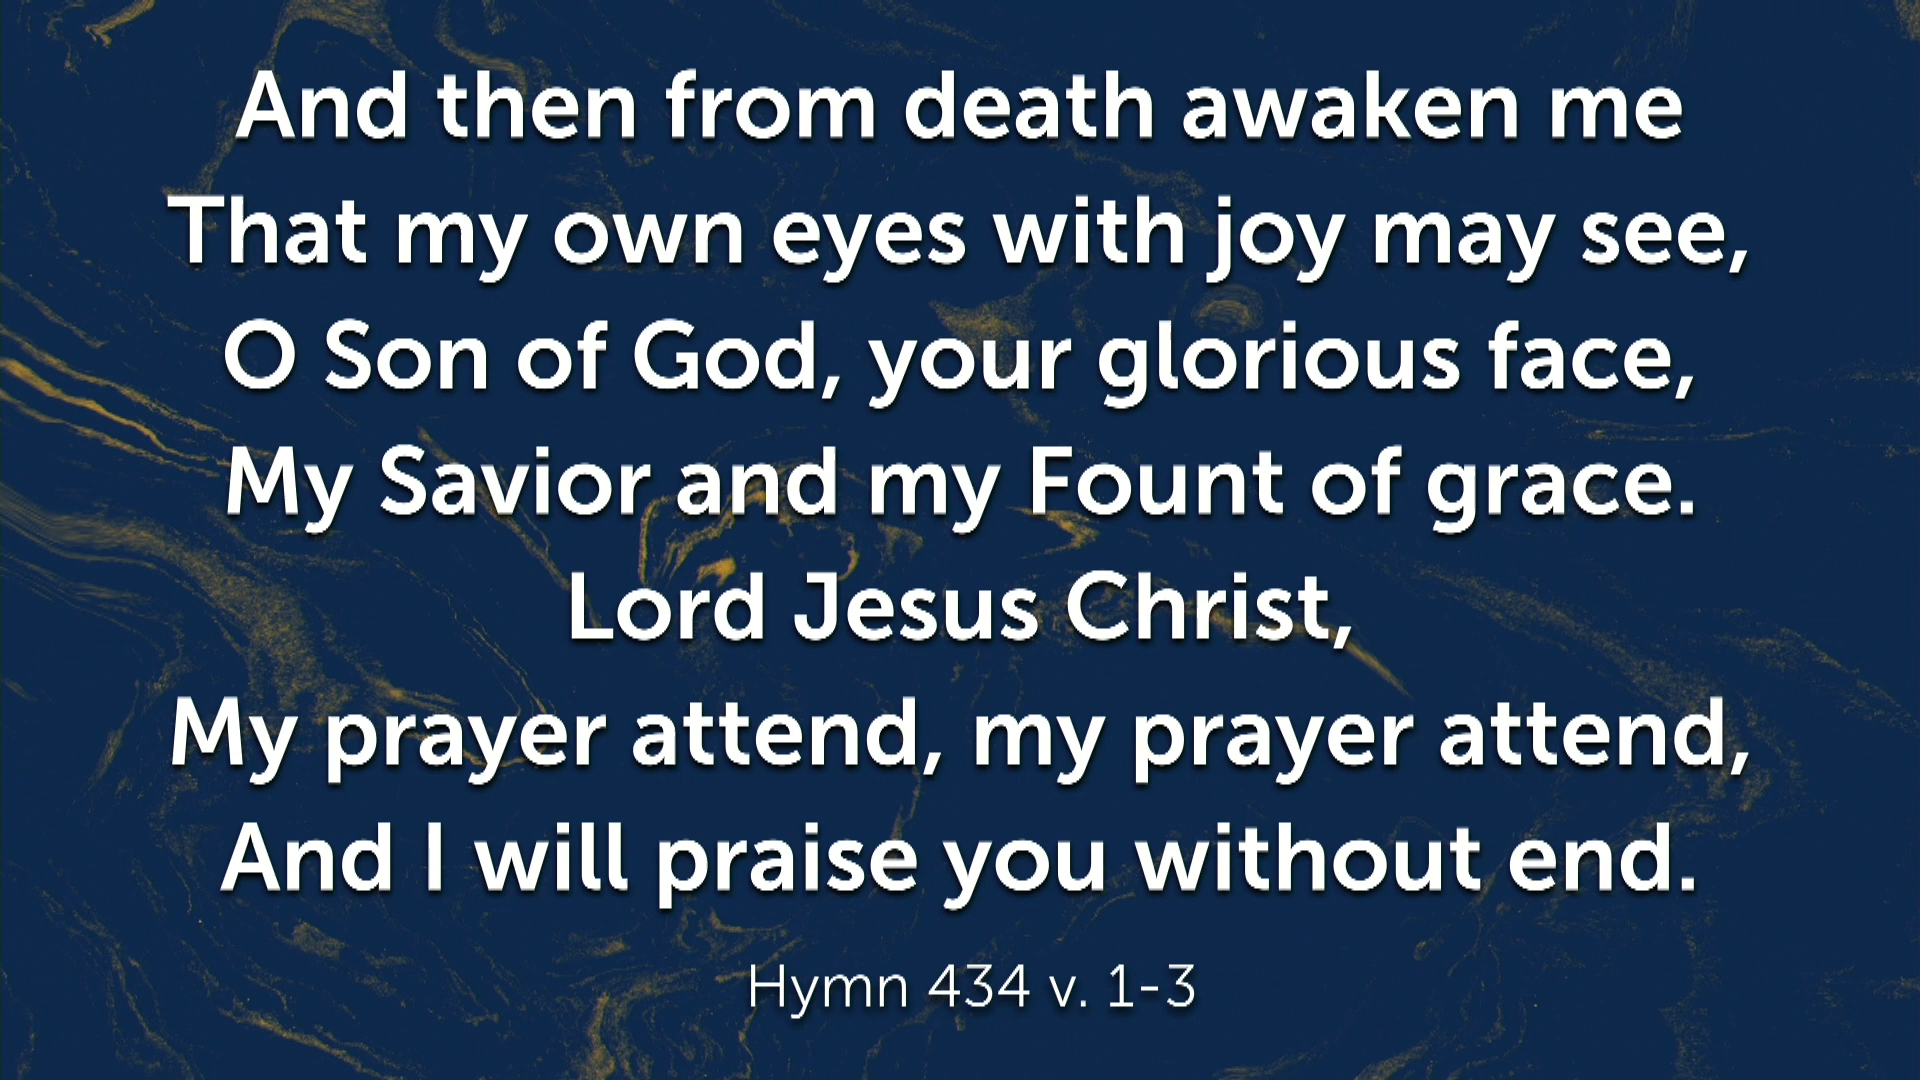 And then from death awaken me
That my own eyes with joy may see,
O Son of God, your glorious face,
My Savior and my Fount of grace.
Lord Jesus Christ,
My prayer attend, my prayer attend,
And I will praise you without end.
Hymn 434 v. 1-3